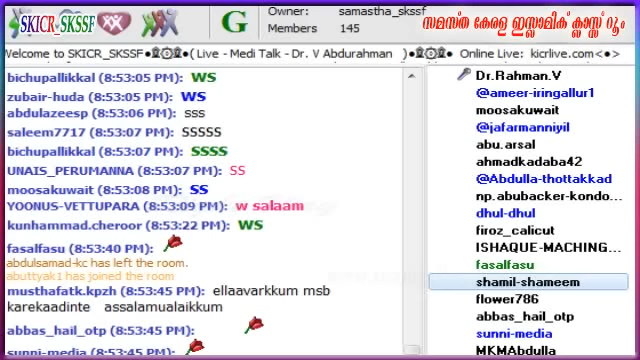 SKICR_SKSSF
G
Owner: samastha_skssf
Members 145
സമസ്ത കേരള ഇസ്ലാമിക് ക്ലാസ്സ് റൂം
Welcome to SKICR_SKSSF
( Live - Medi Talk - Dr. V Abdurahman )
Online Live: kicrlive.com <
bichupallikkal (8:53:05 PM): WS
zubair-huda (8:53:05 PM): WS
abdulazeesp (8:53:06 PM): sss
saleem7717 (8:53:07 PM): SSSSS
bichupallikkal (8:53:07 PM): SSSS
UNAIS_PERUMANNA (8:53:07 PM): SS
moosakuwait (8:53:08 PM): SS
YOONUS-VETTUPARA (8:53:09 PM): w salaam
kunhammad.cheroor (8:53:22 PM): WS
fasalfasu (8:53:40 PM):
abdulsamad-kc has left the room.
abuttyak1 has joined the room
musthafatk.kpzh (8:53:45 PM): ellaavarkkum msb
karekaadinte assalamualaikkum
abbas_hail_otp (8:53:45 PM):
sunni-media (8:53:45 PM):
Dr.Rahman.V
@ameer-iringallur1
moosakuwait
@jafarmanniyil
abu.arsal
ahmadkadaba42
@Abdulla-thottakkad
np.abubacker-kondo...
dhul-dhul
firoz_calicut
ISHAQUE-MACHING...
fasalfasu
shamil-shameem
flower786
abbas_hail_otp
sunni-media
MKMAbdulla